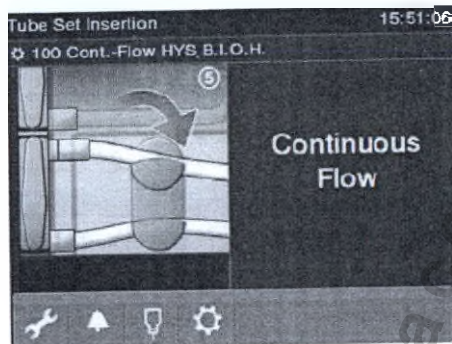 Tube Set Insertion
15:51:06
100 Cont.-Flow HYS B.I.O.H.
5
Continuous
Flow